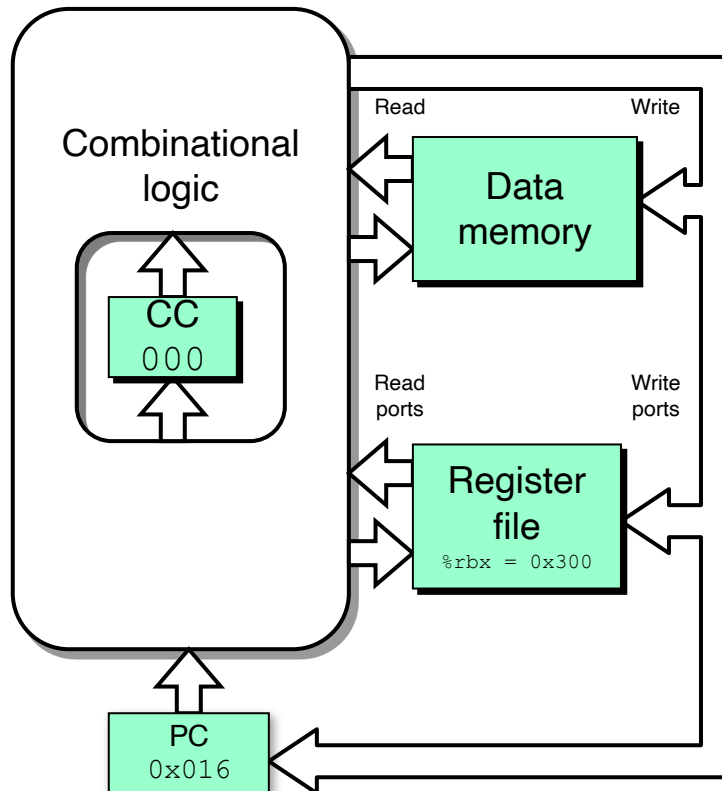 Combinational
logic
CC
000
Read
Write
Data
memory
Read
ports
Write
ports
Register
file
%rbx = 0x300
PC
0x016